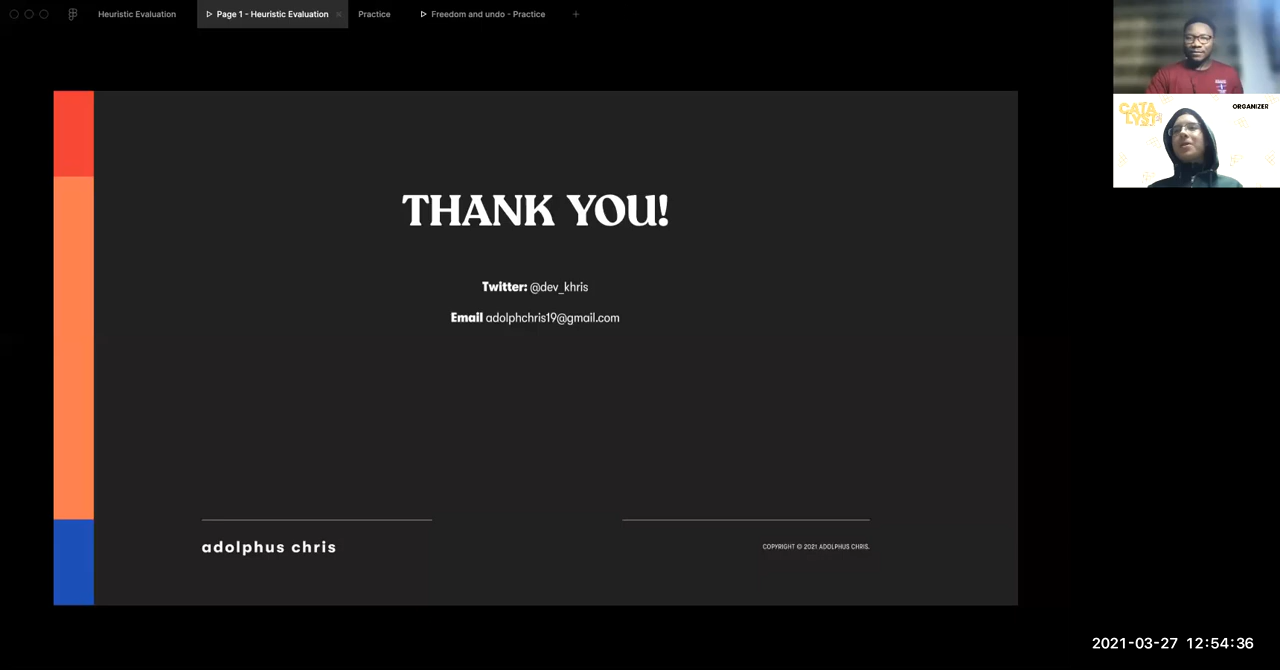 Heuristic Evaluation
Page 1 - Heuristic Evaluation
Practice
Freedom and undo - Practice
CATA
LYST
ORGANIZER
THANK YOU!
Twitter: @dev_khris
Email adolphchris19@gmail.com
adolphus chris
COPYRIGHT © 2021 ADOLPHUS CHRIS.
2021-03-27 12:54:36